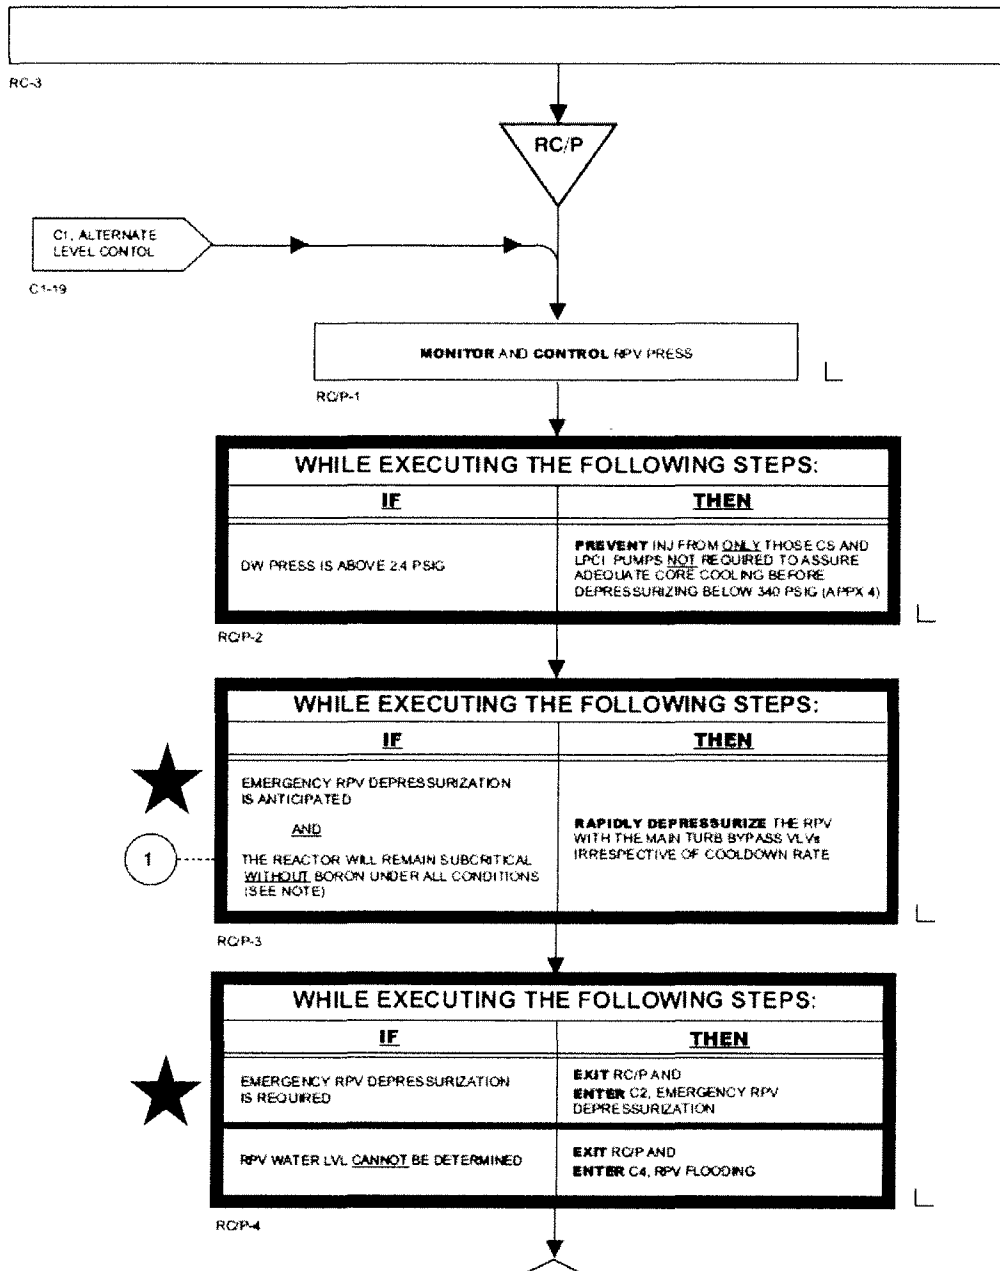 RC-3
RC/P
C1, ALTERNATE
LEVEL CONTOL
C1-19
MONITOR AND CONTROL RPV PRESS
RC/P-1
WHILE EXECUTING THE FOLLOWING STEPS:
IF
THEN
DW PRESS IS ABOVE 2.4 PSIG
PREVENT INJ FROM ONLY THOSE CS AND
LPCI PUMPS NOT REQUIRED TO ASSURE
ADEQUATE CORE COOLING BEFORE
DEPRESSURIZING BELOW 340 PSIG (APPX 4)
RC/P-2
WHILE EXECUTING THE FOLLOWING STEPS:
IF
THEN
EMERGENCY RPV DEPRESSURIZATION
IS ANTICIPATED
AND
1
THE REACTOR WILL REMAIN SUBCRITICAL
WITHOUT BORON UNDER ALL CONDITIONS
(SEE NOTE)
RAPIDLY DEPRESSURIZE THE RPV
WITH THE MAIN TURB BYPASS VLVs
IRRESPECTIVE OF COOLDOWN RATE
RC/P-3
WHILE EXECUTING THE FOLLOWING STEPS:
IF
THEN
EMERGENCY RPV DEPRESSURIZATION
IS REQUIRED
EXIT RC/P AND
ENTER C2, EMERGENCY RPV
DEPRESSURIZATION
RPV WATER LVL CANNOT BE DETERMINED
EXIT RC/P AND
ENTER C4, RPV FLOODING
RC/P-4